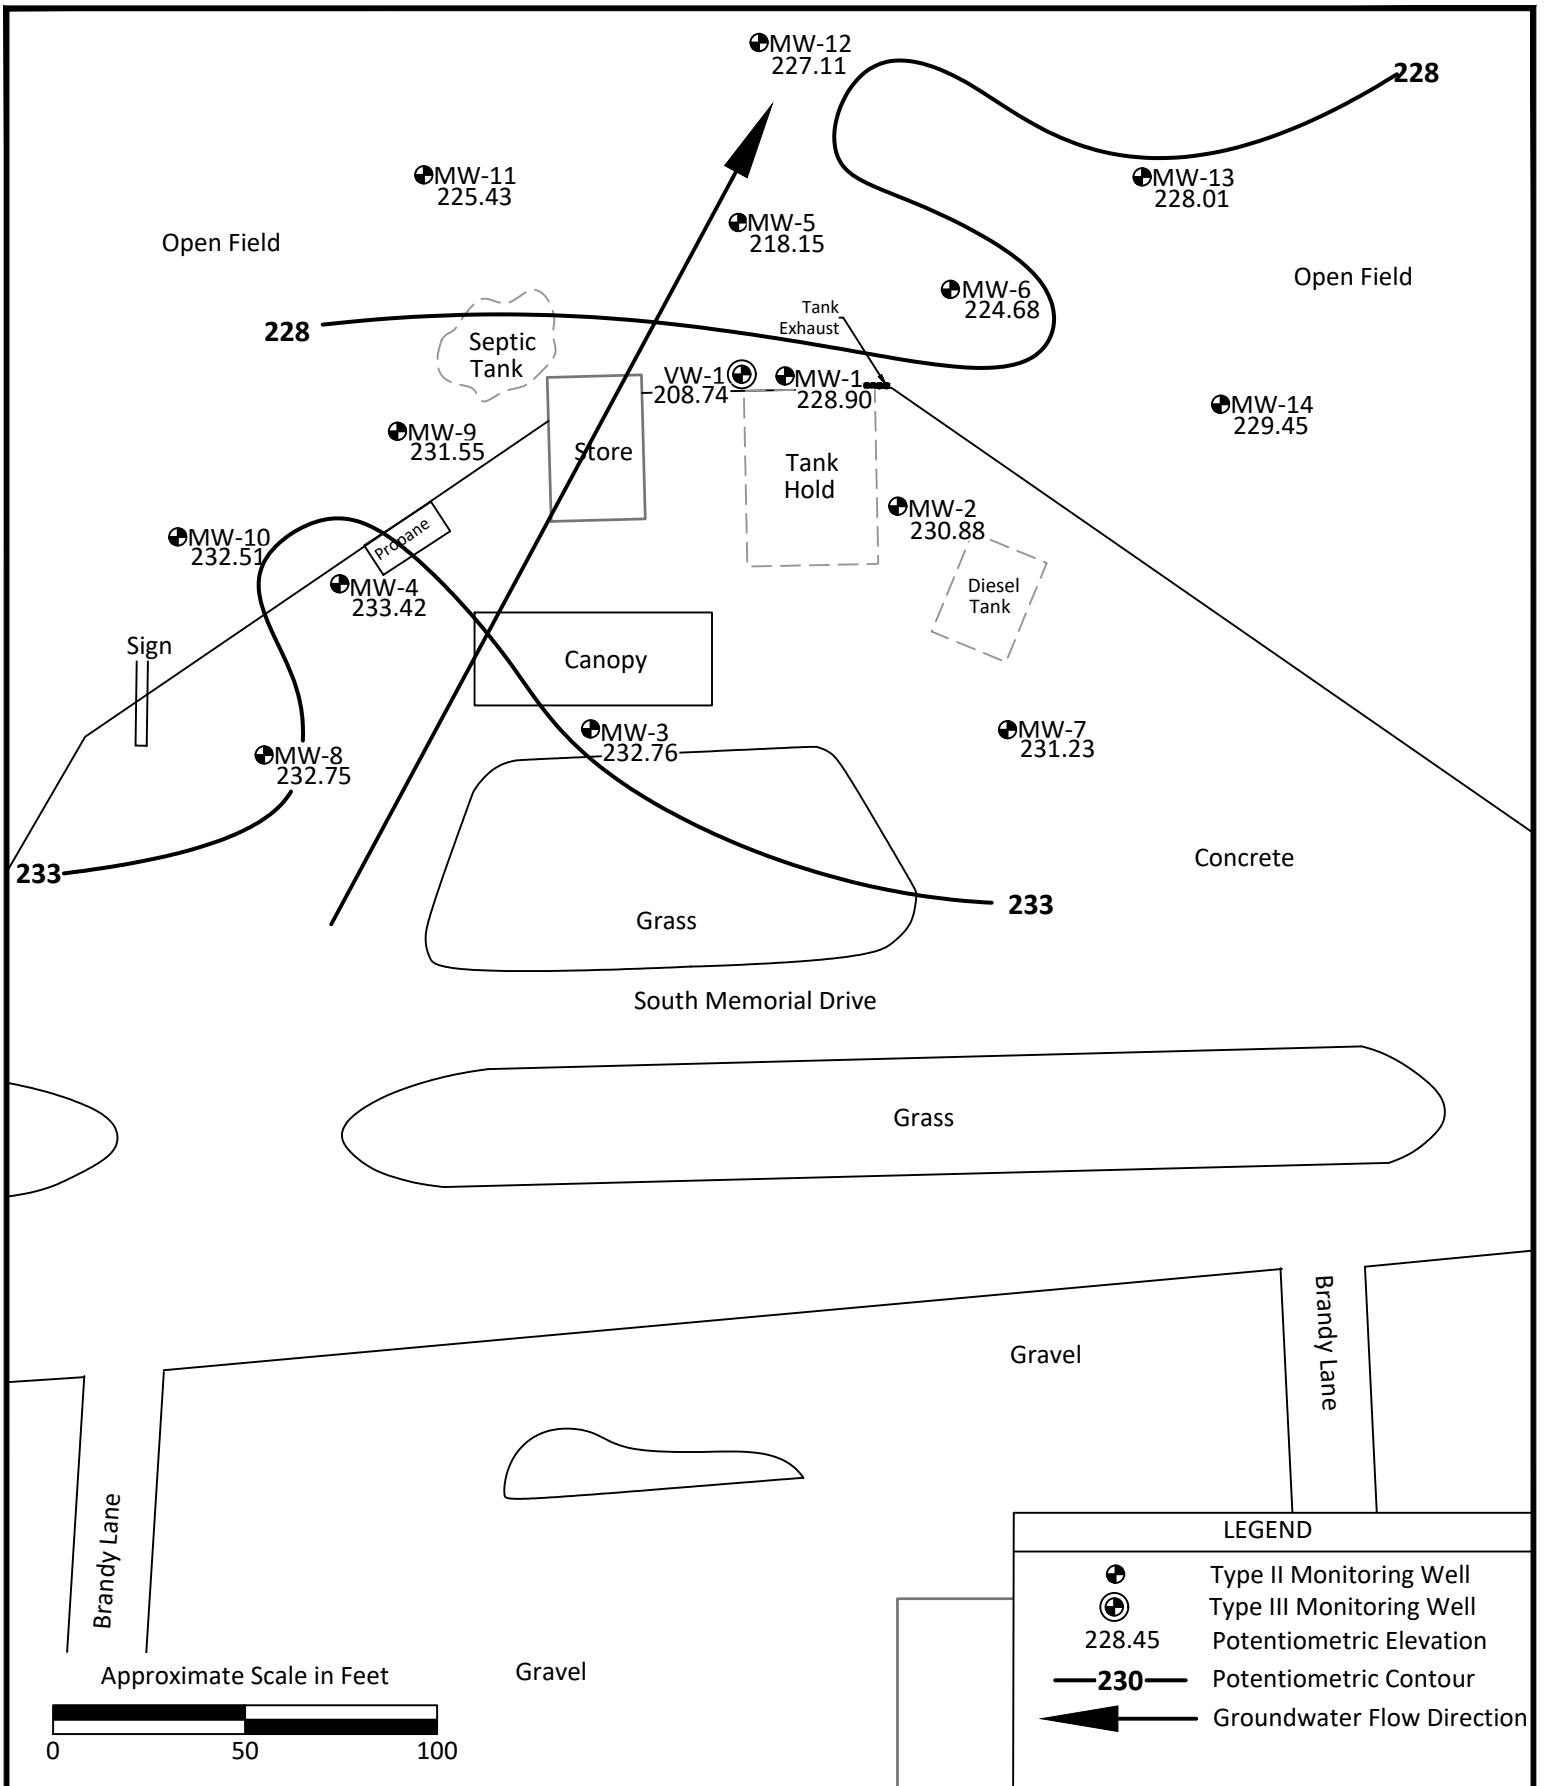 MW-12
227.11
228
MW-11
225.43
MW-13
228.01
MW-5
218.15
Open Field
Open Field
MW-6
224.68
Tank
Exhaust
228
Septic
Tank
VW-1
208.74
MW-1
228.90
MW-14
229.45
MW-9
231.55
Store
Tank
Hold
MW-2
230.88
MW-10
232.51
Propane
MW-4
233.42
Diesel
Tank
Sign
Canopy
MW-3
232.76
MW-7
231.23
MW-8
232.75
Concrete
233
233
Grass
South Memorial Drive
Grass
Brandy Lane
Gravel
Brandy Lane
Gravel
Approximate Scale in Feet
0 50 100
LEGEND
Type II Monitoring Well
Type III Monitoring Well
228.45 Potentiometric Elevation
230 Potentiometric Contour
Groundwater Flow Direction